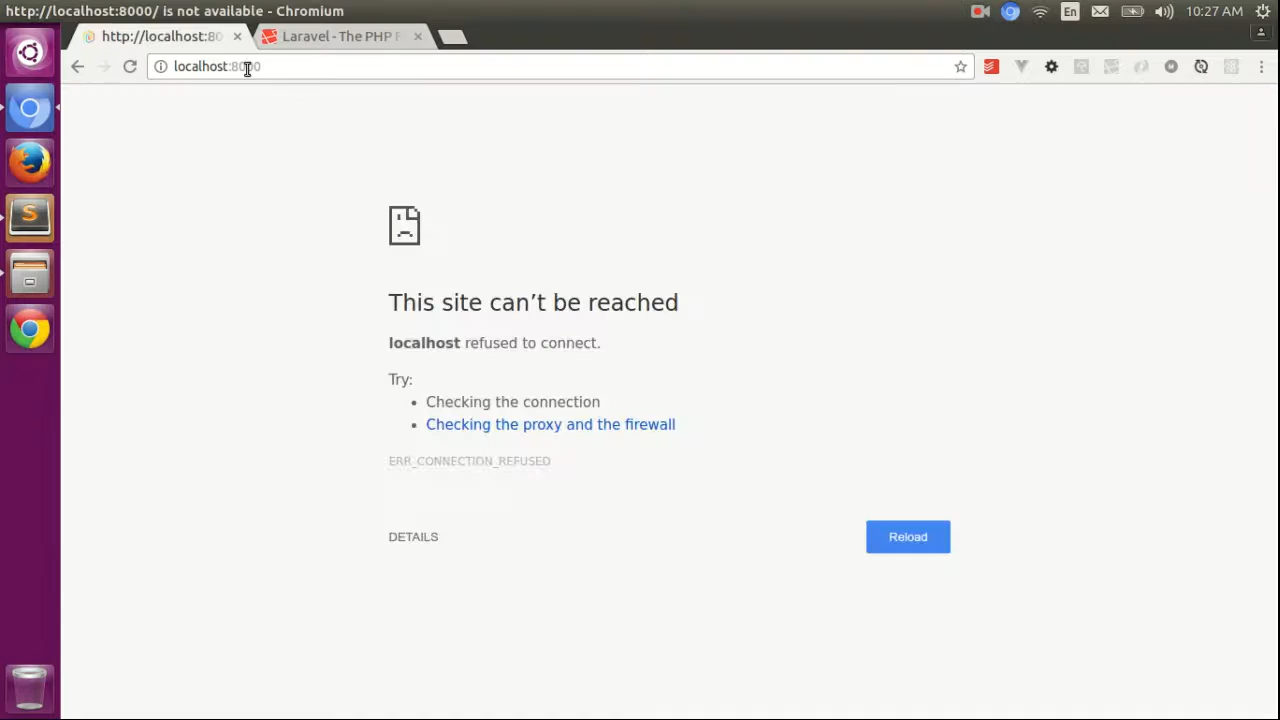 http://localhost:8000/ is not available - Chromium
En
10:27 AM
http://localhost:80
Laravel - The PHP F
localhost:8000
This site can’t be reached
localhost refused to connect.
Try:
• Checking the connection
• Checking the proxy and the firewall
ERR_CONNECTION_REFUSED
DETAILS
Reload